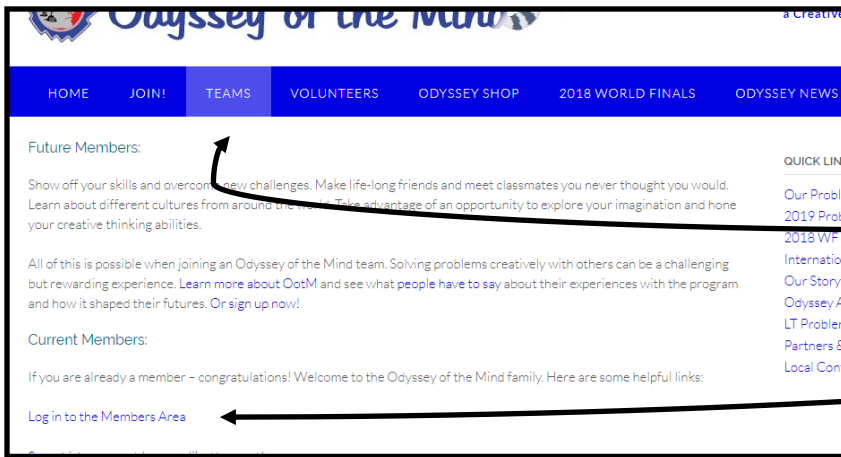 Odyssey of the Mind
a Creative
HOME JOIN! TEAMS VOLUNTEERS ODYSSEY SHOP 2018 WORLD FINALS ODYSSEY NEWS
Future Members:
Show off your skills and overcome new challenges. Make life-long friends and meet classmates you never thought you would.
Learn about different cultures from around the world. Take advantage of an opportunity to explore your imagination and hone
your creative thinking abilities.
All of this is possible when joining an Odyssey of the Mind team. Solving problems creatively with others can be a challenging
but rewarding experience. Learn more about OotM and see what people have to say about their experiences with the program
and how it shaped their futures. Or sign up now!
Current Members:
If you are already a member – congratulations! Welcome to the Odyssey of the Mind family. Here are some helpful links:
Log in to the Members Area
QUICK LIN
Our Probl
2019 Prob
2018 WF
Internatio
Our Story
Odyssey A
LT Problem
Partners &
Local Con